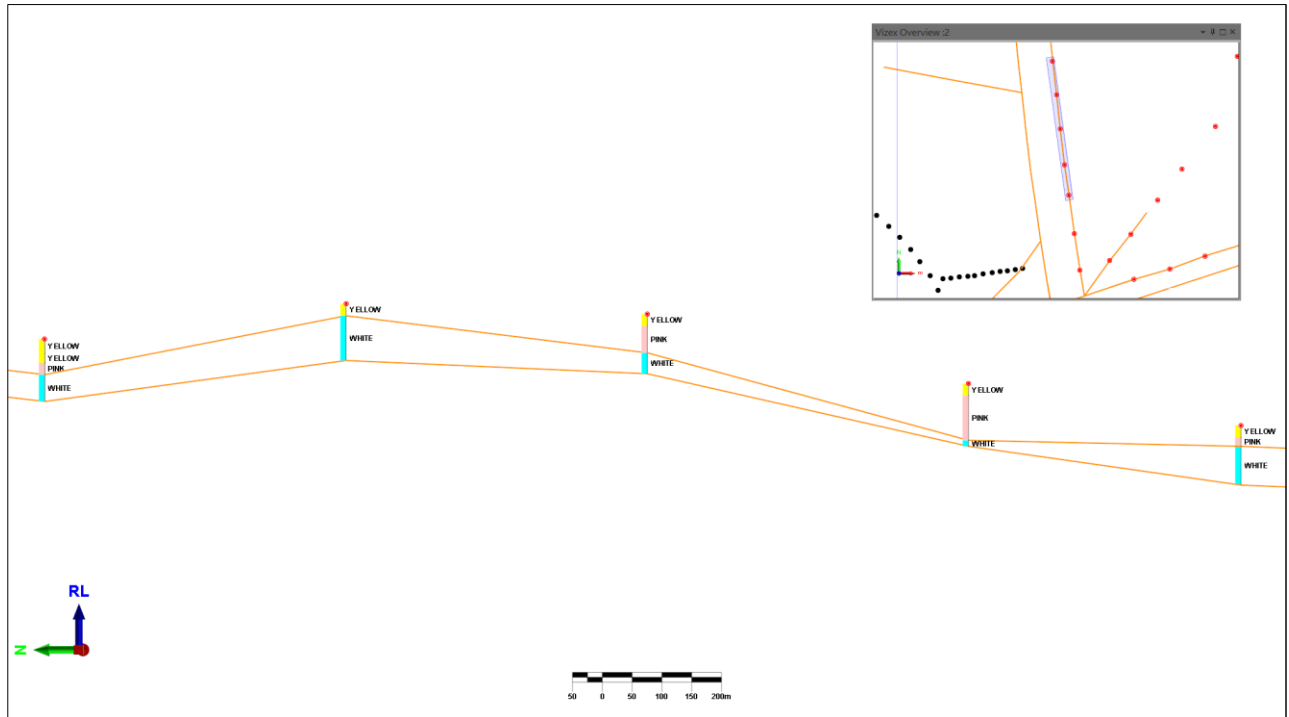 Vizex Overview :2
N
E
YELLOW
WHITE
YELLOW
PINK
WHITE
YELLOW
YELLOW
PINK
WHITE
YELLOW
PINK
WHITE
YELLOW
PINK
WHITE
RL
N
50 0 50 100 150 200m